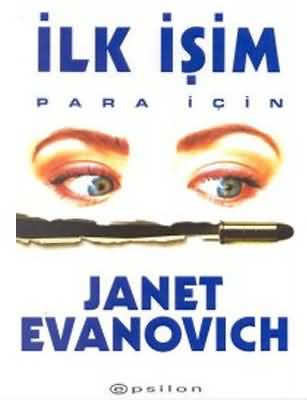 İLK İŞİM
PARA İÇİN
JANET
EVANOVICH
epsilon